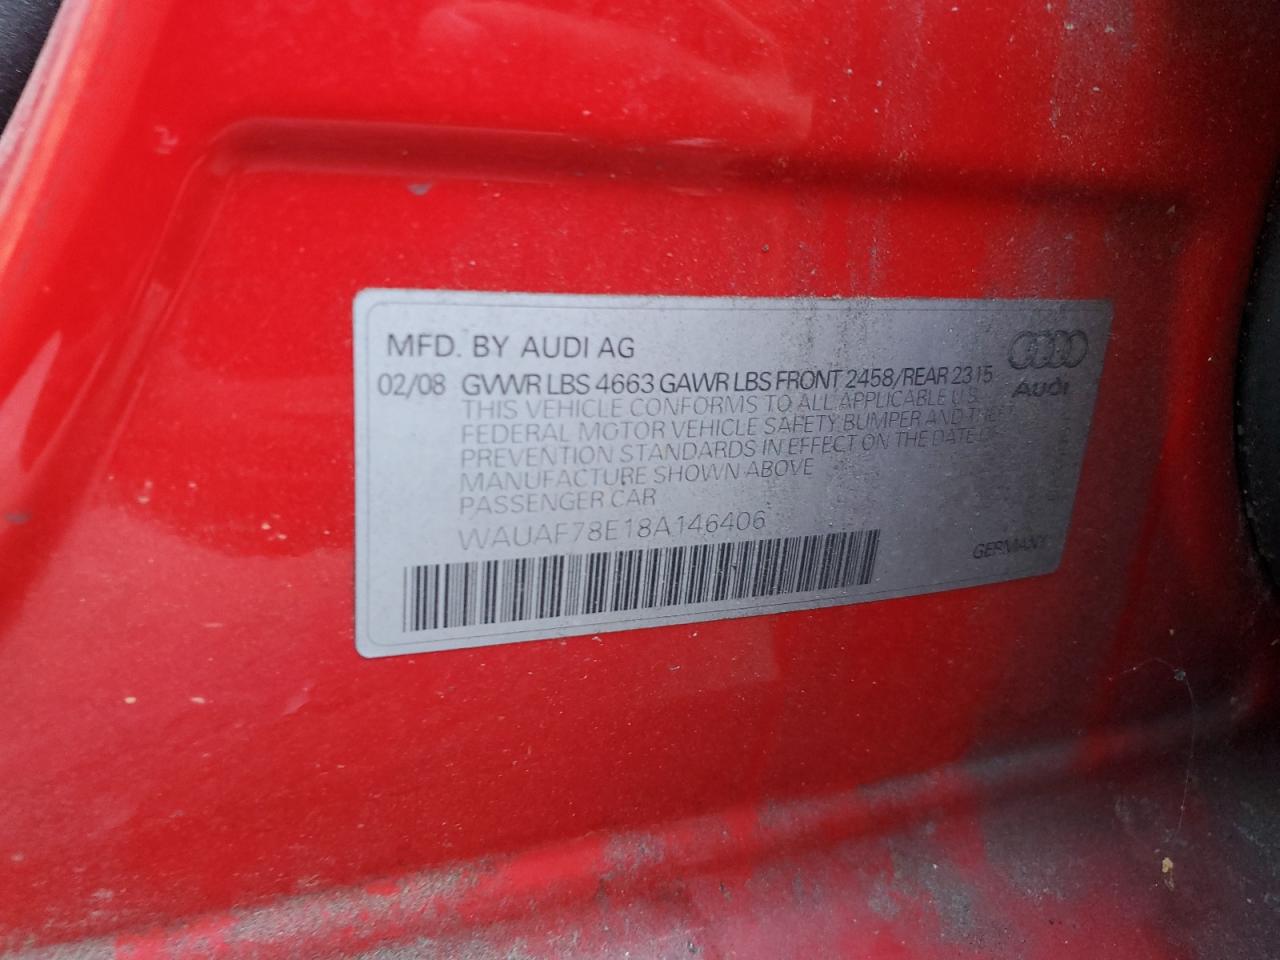 MFD. BY AUDI AG
02/08 GVWR LBS 4663 GAWR LBS FRONT 2458/REAR 2315
Audi
THIS VEHICLE CONFORMS TO ALL APPLICABLE U.S.
FEDERAL MOTOR VEHICLE SAFETY BUMPER AND THEFT
PREVENTION STANDARDS IN EFFECT ON THE DATE OF
MANUFACTURE SHOWN ABOVE
PASSENGER CAR
WAUAF78E18A146406
GERMANY